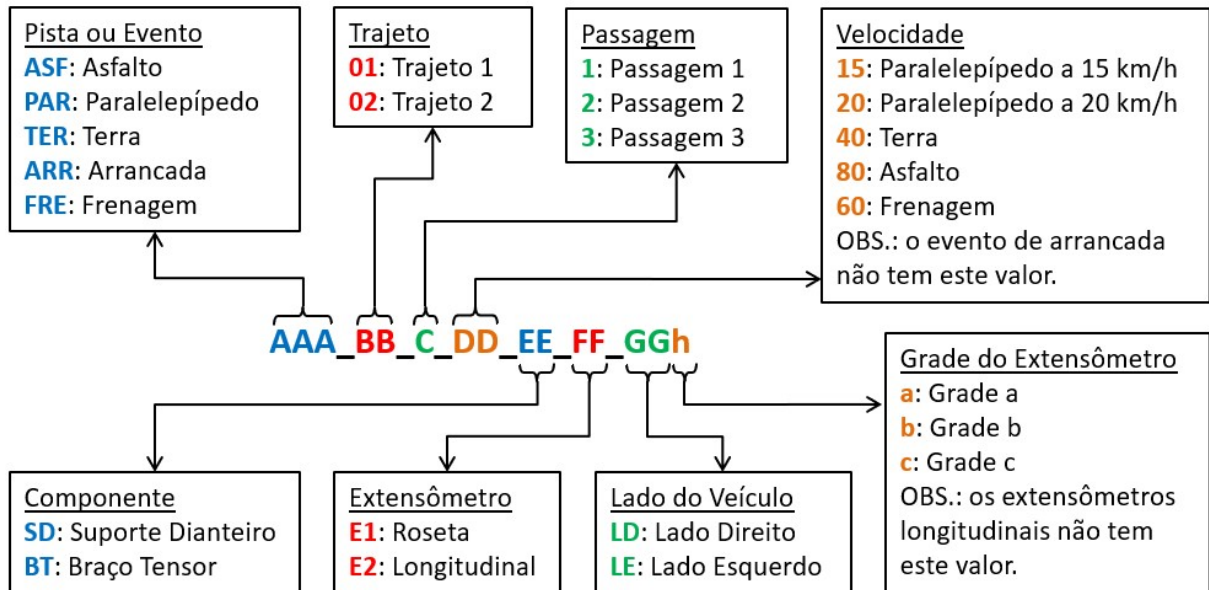 Pista ou Evento
ASF: Asfalto
PAR: Paralelepípedo
TER: Terra
ARR: Arrancada
FRE: Frenagem
Trajeto
01: Trajeto 1
02: Trajeto 2
Passagem
1: Passagem 1
2: Passagem 2
3: Passagem 3
Velocidade
15: Paralelepípedo a 15 km/h
20: Paralelepípedo a 20 km/h
40: Terra
80: Asfalto
60: Frenagem
OBS.: o evento de arrancada
não tem este valor.
AAA_BB_C_DD_EE_FF_GGh
Componente
SD: Suporte Dianteiro
BT: Braço Tensor
Extensômetro
E1: Roseta
E2: Longitudinal
Lado do Veículo
LD: Lado Direito
LE: Lado Esquerdo
Grade do Extensômetro
a: Grade a
b: Grade b
c: Grade c
OBS.: os extensômetros
longitudinais não tem
este valor.